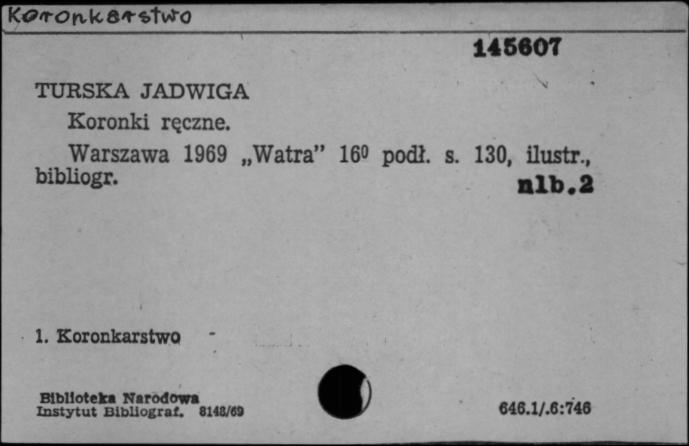 Koronkarstwo
145607
TURSKA JADWIGA
Koronki ręczne.
Warszawa 1969 „Watra” 16⁰ podł. s. 130, ilustr.,
bibliogr.
nlb.2
1. Koronkarstwo
Biblioteka Narodowa
Instytut Bibliograf. 8148/69
646.1/.6:746